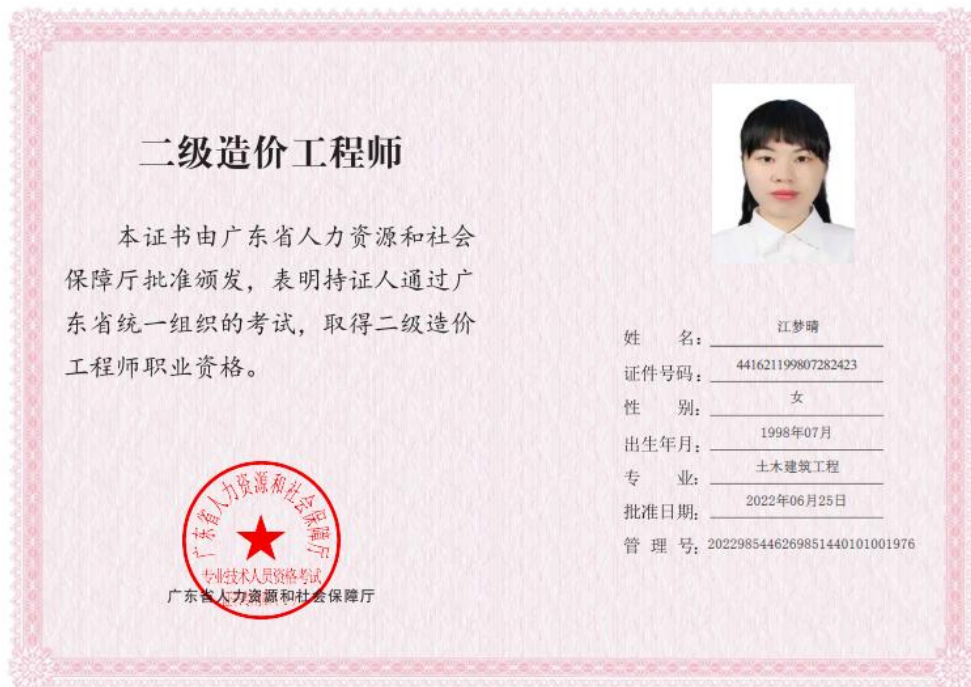 二级造价工程师
本证书由广东省人力资源和社会
保障厅批准颁发，表明持证人通过广
东省统一组织的考试，取得二级造价
工程师职业资格。
广东省人力资源和社会保障厅
专业技术人员资格考试
广东省人力资源和社会保障厅
姓 名：江梦晴
证件号码：441621199807282423
性 别：女
出生年月：1998年07月
专 业：土木建筑工程
批准日期：2022年06月25日
管 理 号：2022985446269851440101001976